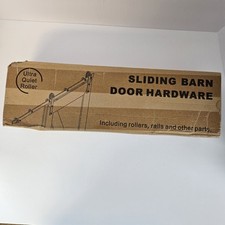 Ultra
Quiet
Roller
SLIDING BARN
DOOR HARDWARE
Including rollers, rails and other parts.